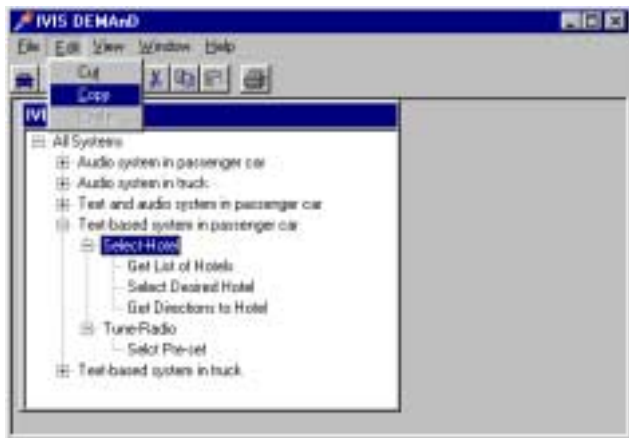 IVIS DEMAnD
File Edit View Window Help
Cut
Copy
IVI
All Systems
Audio system in passenger car
Audio system in truck
Text and audio system in passenger car
Text-based system in passenger car
Select-Hotel
Get List of Hotels
Select Desired Hotel
Get Directions to Hotel
Tune-Radio
Selct Pre-set
Text-based system in truck